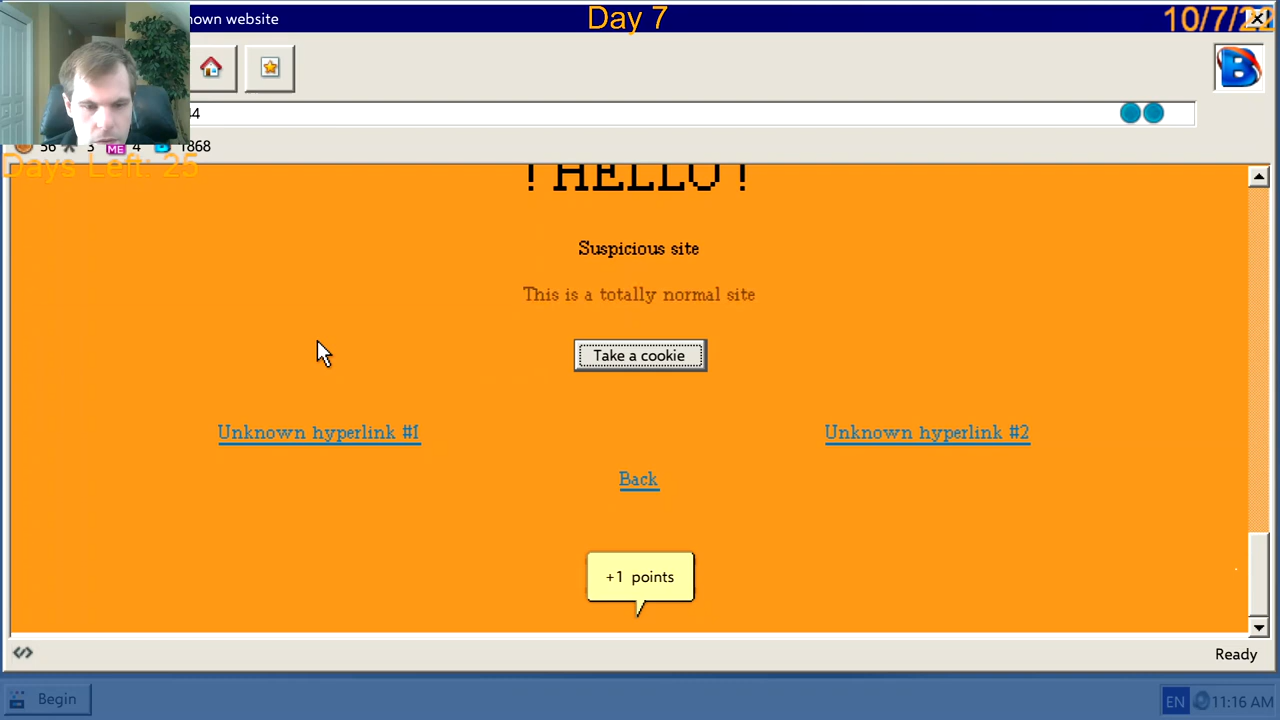 nown website
Day 7
10/7/22
4
56 3 ME 4 1868
Days Left: 25
!HELLO!
Suspicious site
This is a totally normal site
Take a cookie
Unknown hyperlink #1
Unknown hyperlink #2
Back
+1 points
Ready
Begin
EN
11:16 AM